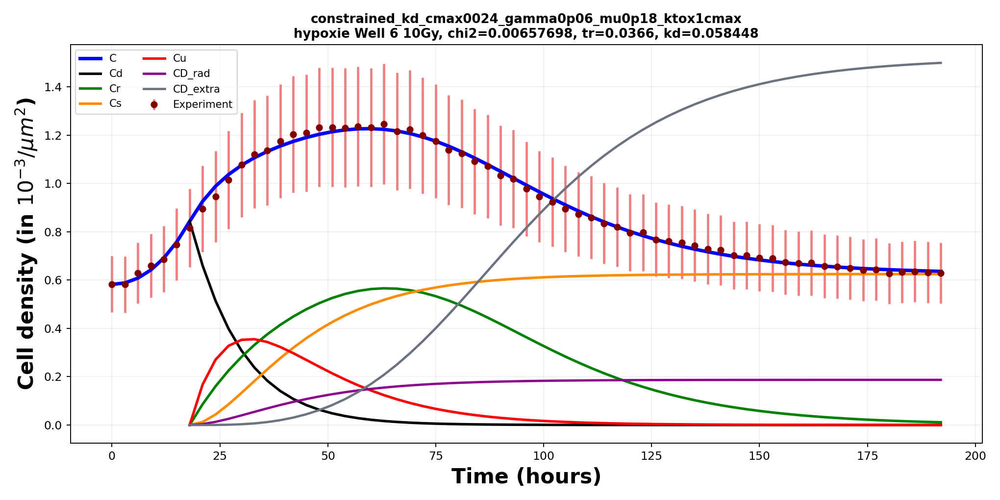 constrained_kd_cmax0024_gamma0p06_mu0p18_ktox1cmax
hypoxie Well 6 10Gy, chi2=0.00657698, tr=0.0366, kd=0.058448
C
Cd
Cr
Cs
Cu
CD_rad
CD_extra
Experiment
Cell density (in 10⁻³/μm²)
1.4
1.2
1.0
0.8
0.6
0.4
0.2
0.0
0 25 50 75 100 125 150 175 200
Time (hours)